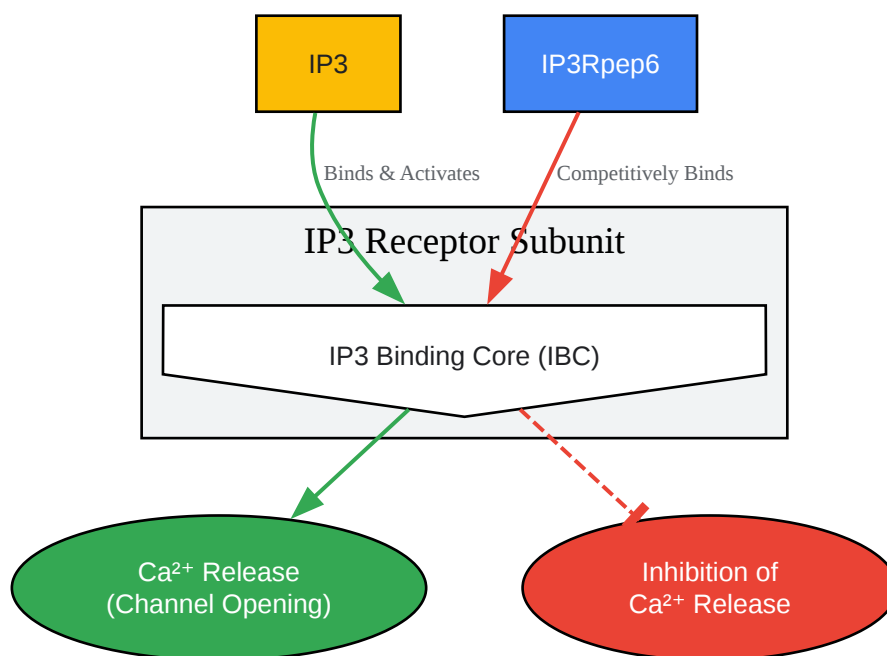 IP3
IP3Rpep6
Binds & Activates
Competitively Binds
IP3 Receptor Subunit
IP3 Binding Core (IBC)
Ca²⁺ Release
(Channel Opening)
Inhibition of
Ca²⁺ Release